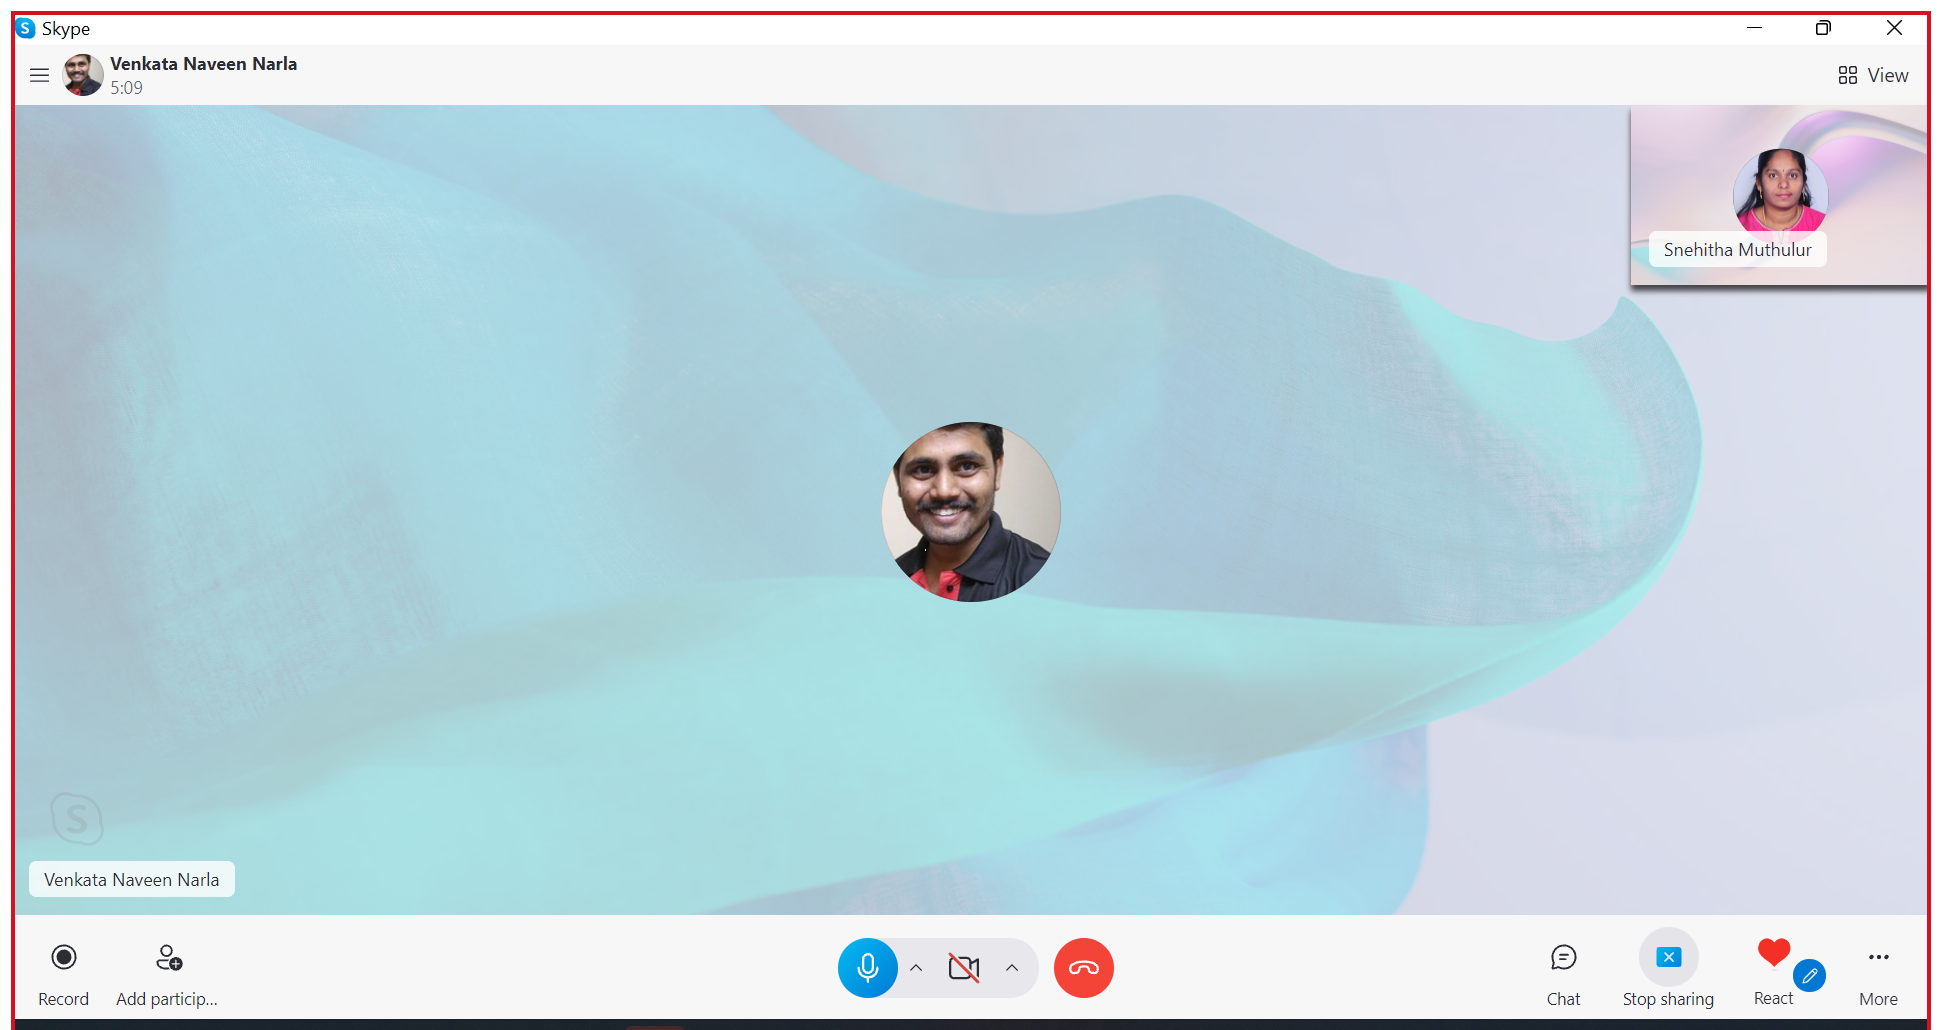 Skype
Venkata Naveen Narla
5:09
View
Snehitha Muthulur
S
Venkata Naveen Narla
Record
Add particip...
Chat
Stop sharing
React
More